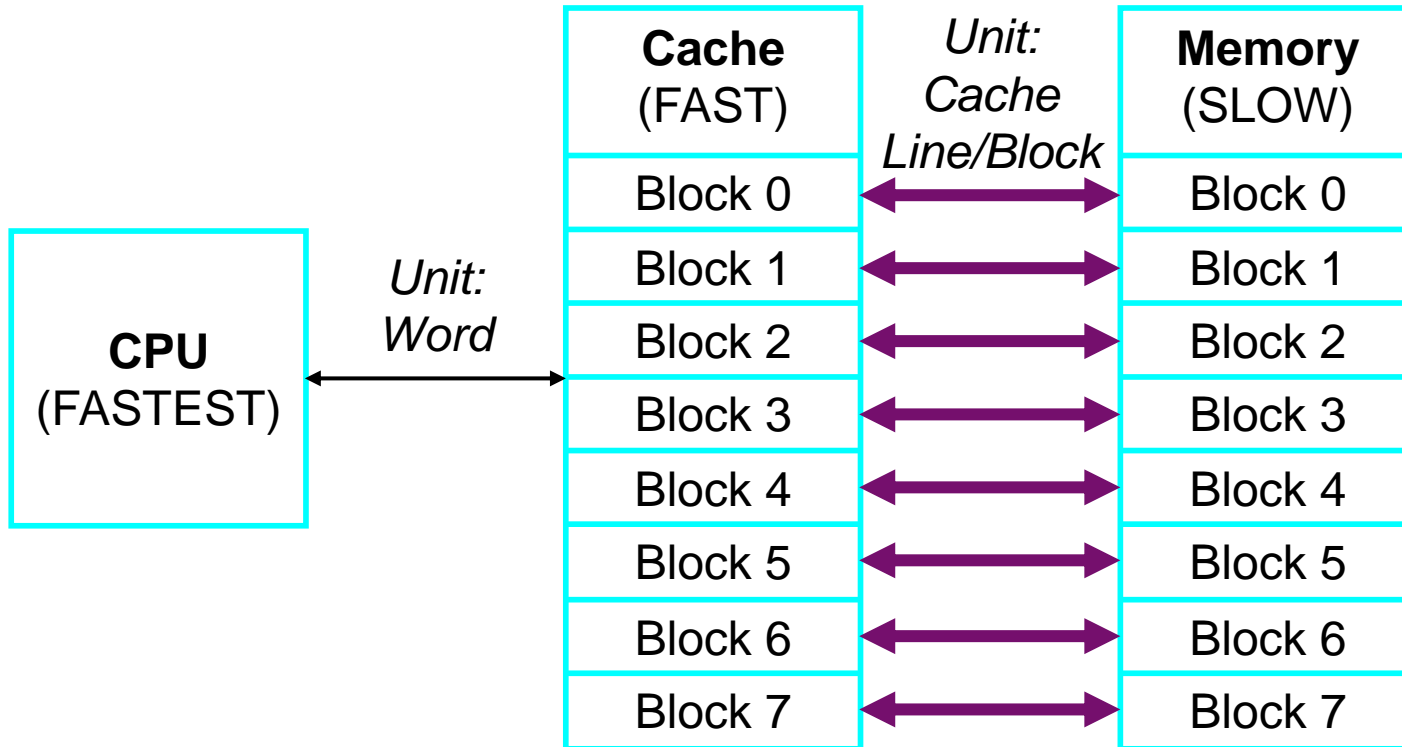 CPU
(FASTEST)
Unit:
Word
Cache
(FAST)
Block 0
Block 1
Block 2
Block 3
Block 4
Block 5
Block 6
Block 7
Unit:
Cache
Line/Block
Memory
(SLOW)
Block 0
Block 1
Block 2
Block 3
Block 4
Block 5
Block 6
Block 7